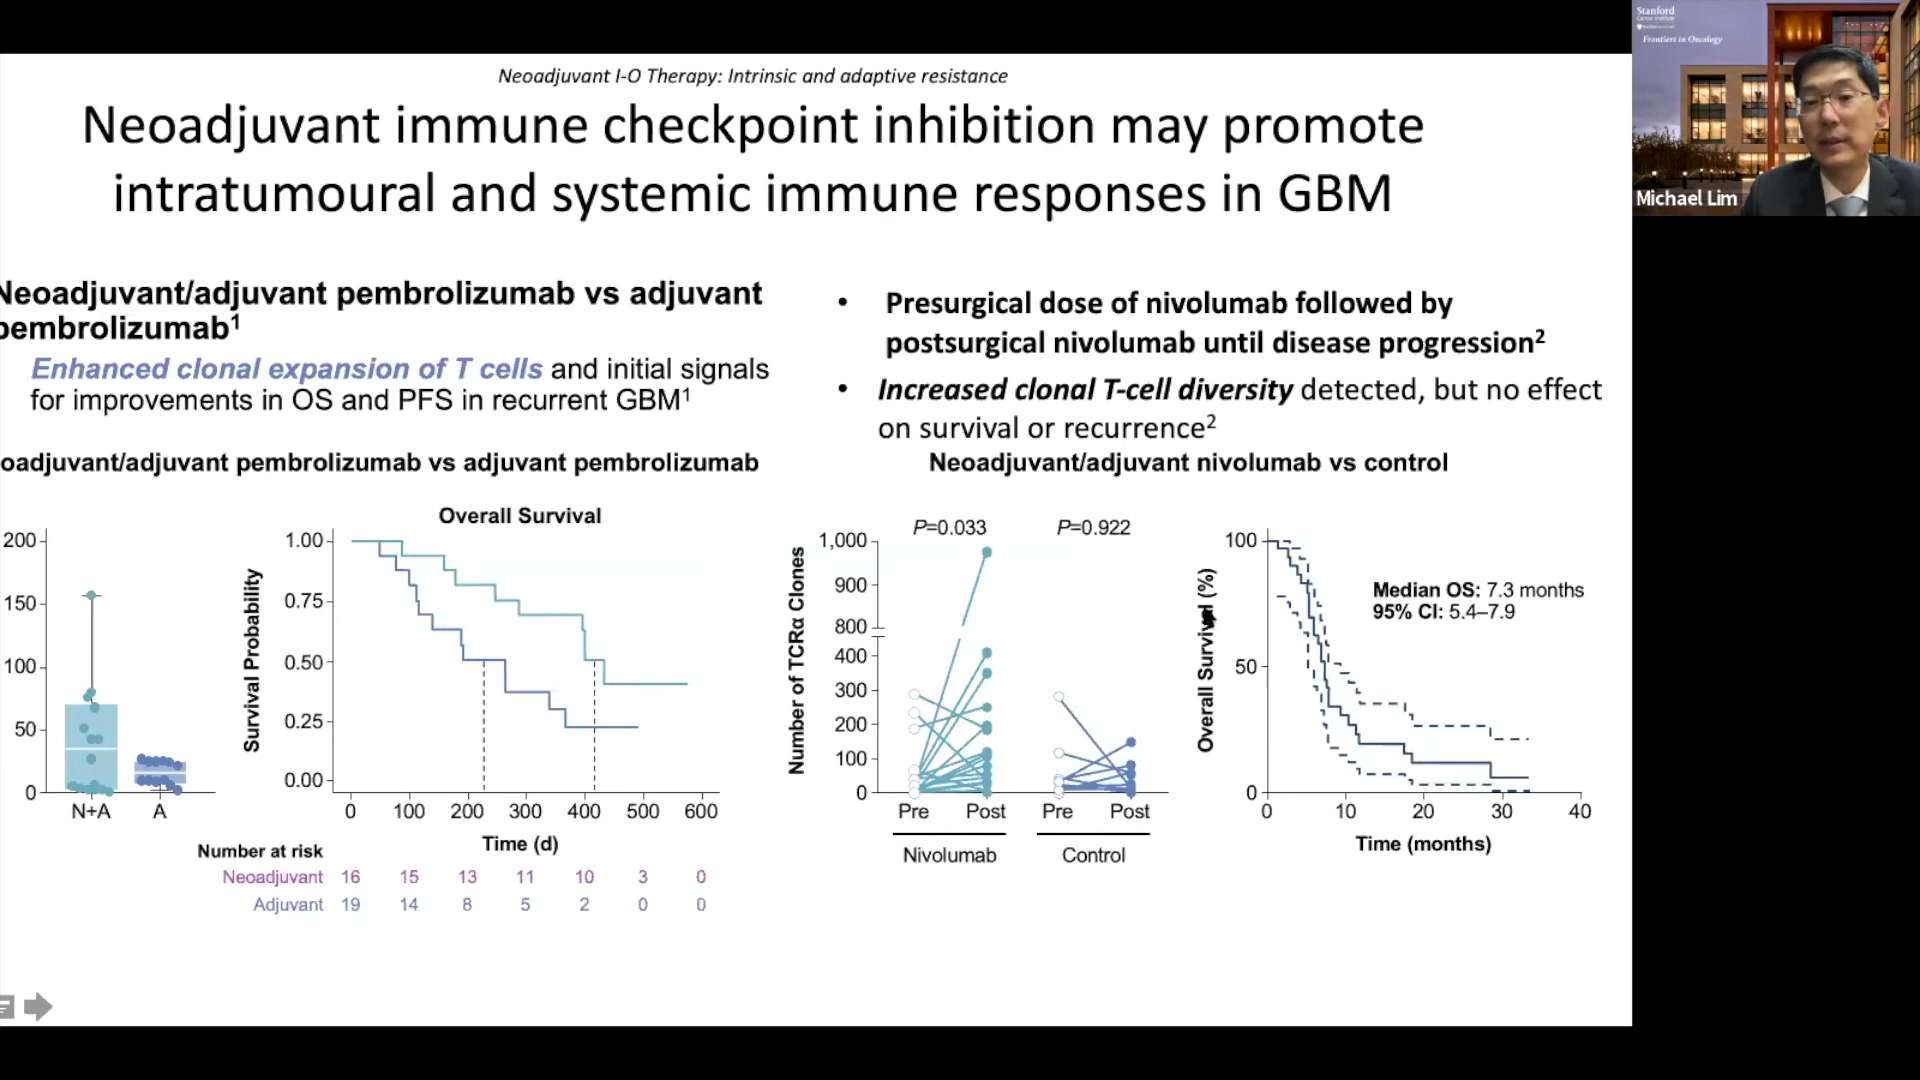 Neoadjuvant I-O Therapy: Intrinsic and adaptive resistance
Neoadjuvant immune checkpoint inhibition may promote
intratumoural and systemic immune responses in GBM
Neoadjuvant/adjuvant pembrolizumab vs adjuvant
pembrolizumab1
Enhanced clonal expansion of T cells and initial signals
for improvements in OS and PFS in recurrent GBM1
oadjuvant/adjuvant pembrolizumab vs adjuvant pembrolizumab
200
150
100
50
0
N+A A
Overall Survival
Survival Probability
1.00
0.75
0.50
0.25
0.00
0 100 200 300 400 500 600
Time (d)
Number at risk
Neoadjuvant 16 15 13 11 10 3 0
Adjuvant 19 14 8 5 2 0 0
• Presurgical dose of nivolumab followed by
postsurgical nivolumab until disease progression2
• Increased clonal T-cell diversity detected, but no effect
on survival or recurrence2
Neoadjuvant/adjuvant nivolumab vs control
P=0.033 P=0.922
Number of TCRα Clones
1,000
900
800
400
300
200
100
0
Pre Post Pre Post
Nivolumab Control
Overall Survival (%)
100
50
0
Median OS: 7.3 months
95% CI: 5.4–7.9
0 10 20 30 40
Time (months)
Stanford
Frontiers in Oncology
Michael Lim